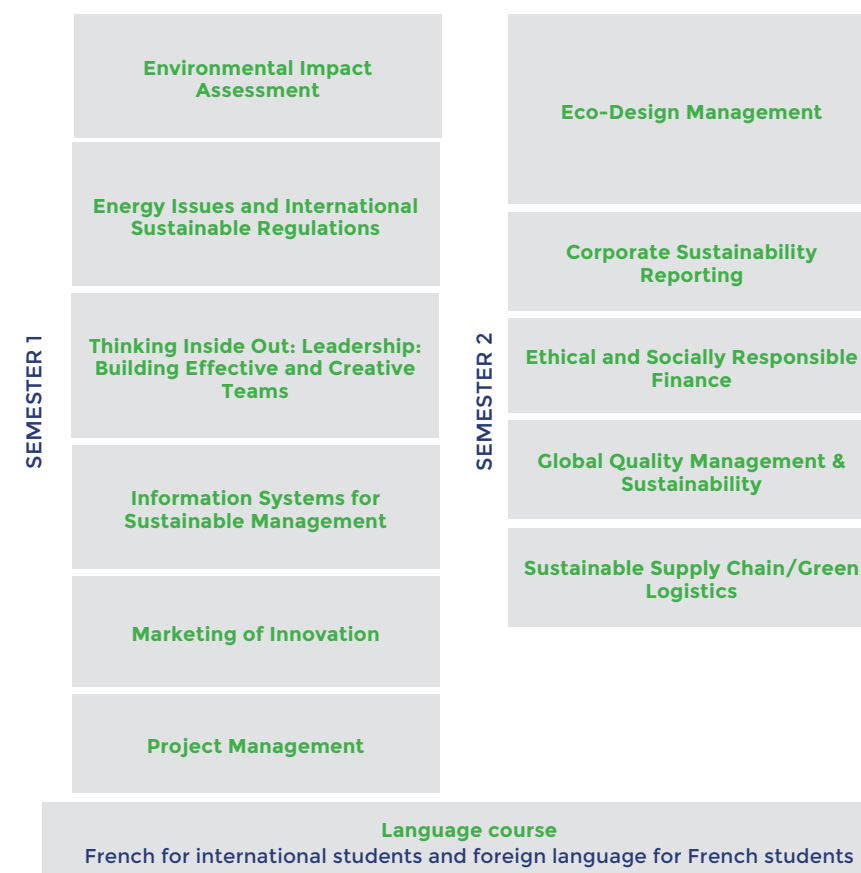 SEMESTER 1
Environmental Impact
Assessment
Energy Issues and International
Sustainable Regulations
Thinking Inside Out: Leadership:
Building Effective and Creative
Teams
Information Systems for
Sustainable Management
Marketing of Innovation
Project Management
SEMESTER 2
Eco-Design Management
Corporate Sustainability
Reporting
Ethical and Socially Responsible
Finance
Global Quality Management &
Sustainability
Sustainable Supply Chain/Green
Logistics
Language course
French for international students and foreign language for French students